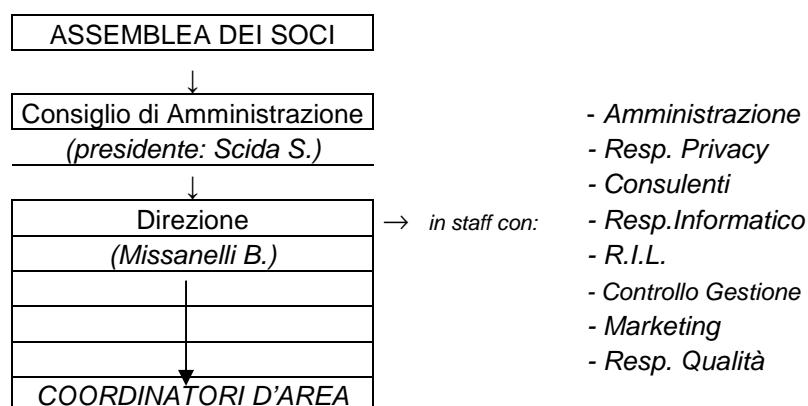 ASSEMBLEA DEI SOCI
↓
Consiglio di Amministrazione
(presidente: Scida S.)
↓
Direzione → in staff con:
(Missanelli B.)
COORDINATORI D'AREA
- Amministrazione
- Resp. Privacy
- Consulenti
- Resp.Informatico
- R.I.L.
- Controllo Gestione
- Marketing
- Resp. Qualità